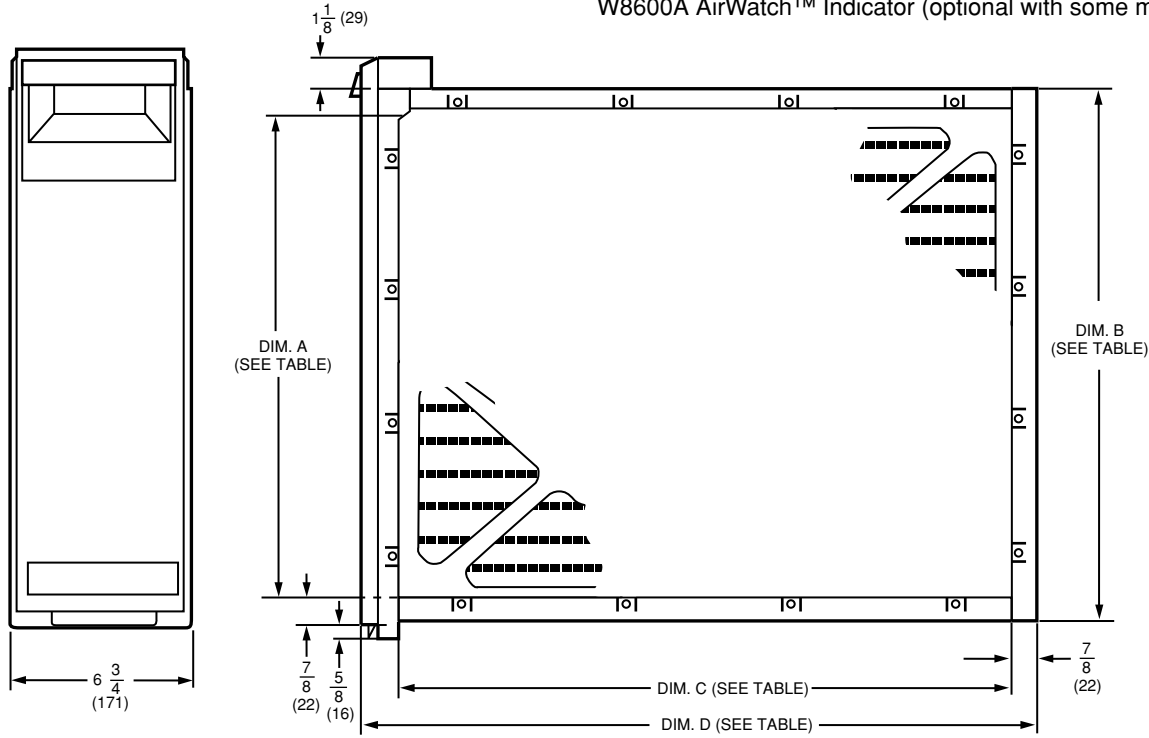 W8600A AirWatch™ Indicator (optional with some m
1 1/8 (29)
DIM. A
(SEE TABLE)
DIM. B
(SEE TABLE)
6 3/4
(171)
7/8
(22)
5/8
(16)
7/8
(22)
DIM. C (SEE TABLE)
DIM. D (SEE TABLE)